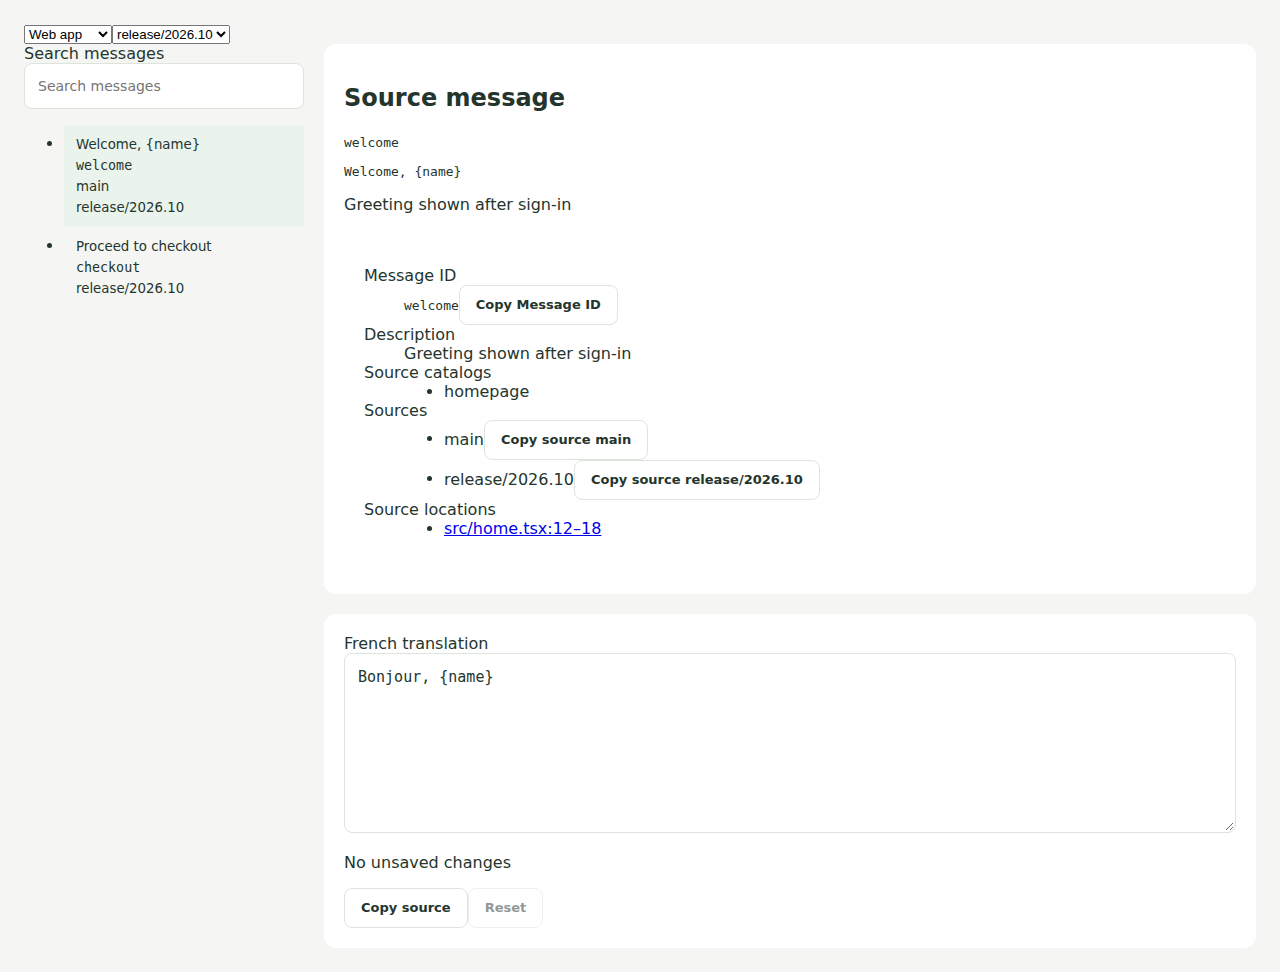 Web app release/2026.10
Search messages
Search messages
Welcome, {name}
welcome
main
release/2026.10
Proceed to checkout
checkout
release/2026.10
Source message
welcome
Welcome, {name}
Greeting shown after sign-in
Message ID
welcome Copy Message ID
Description
Greeting shown after sign-in
Source catalogs
homepage
Sources
main Copy source main
release/2026.10 Copy source release/2026.10
Source locations
src/home.tsx:12–18
French translation
Bonjour, {name}
No unsaved changes
Copy source Reset